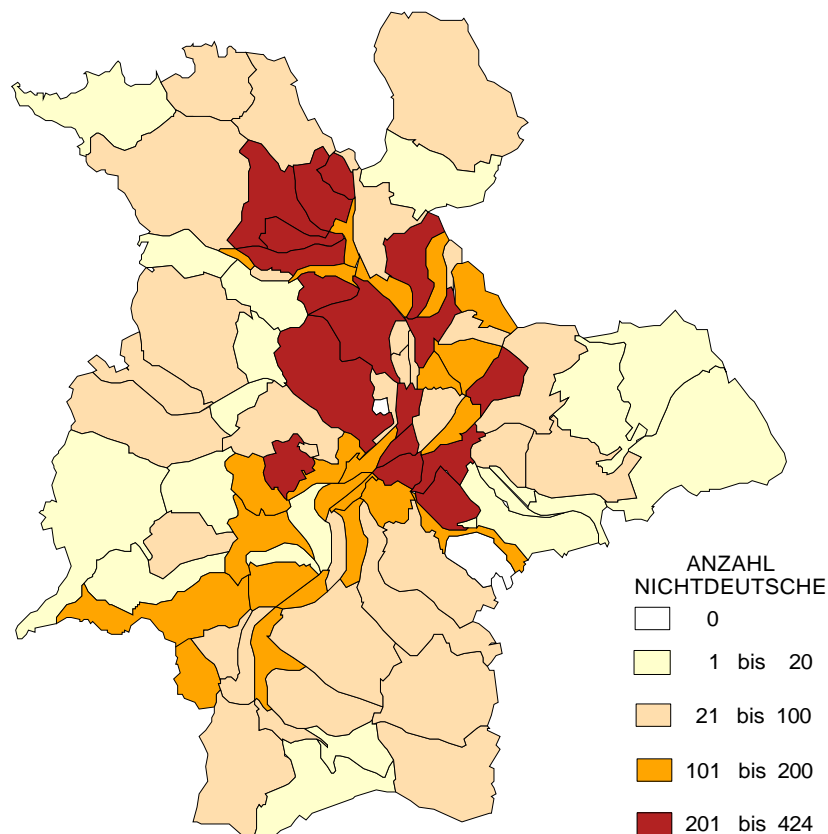 ANZAHL
NICHTDEUTSCHE
0
1 bis 20
21 bis 100
101 bis 200
201 bis 424